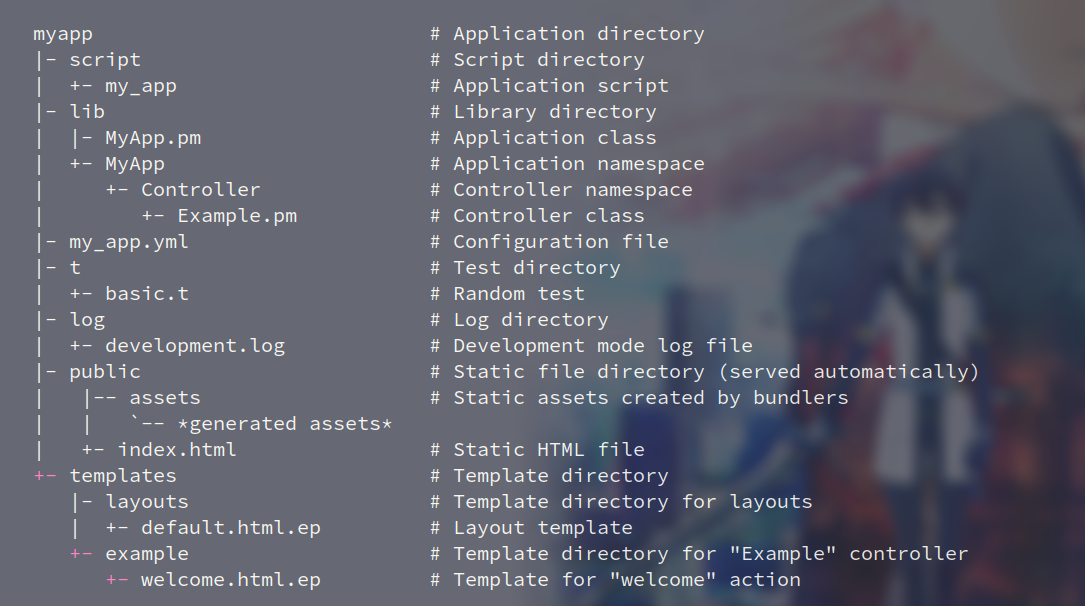 myapp                            # Application directory
|- script                        # Script directory
|  +- my_app                     # Application script
|- lib                           # Library directory
|  |- MyApp.pm                   # Application class
|  +- MyApp                      # Application namespace
|     +- Controller              # Controller namespace
|        +- Example.pm           # Controller class
|- my_app.yml                    # Configuration file
|- t                             # Test directory
|  +- basic.t                    # Random test
|- log                           # Log directory
|  +- development.log            # Development mode log file
|- public                        # Static file directory (served automatically)
|   |-- assets                   # Static assets created by bundlers
|   |   `-- *generated assets*
|   +- index.html                # Static HTML file
+- templates                     # Template directory
   |- layouts                    # Template directory for layouts
   |  +- default.html.ep         # Layout template
   +- example                    # Template directory for "Example" controller
      +- welcome.html.ep         # Template for "welcome" action